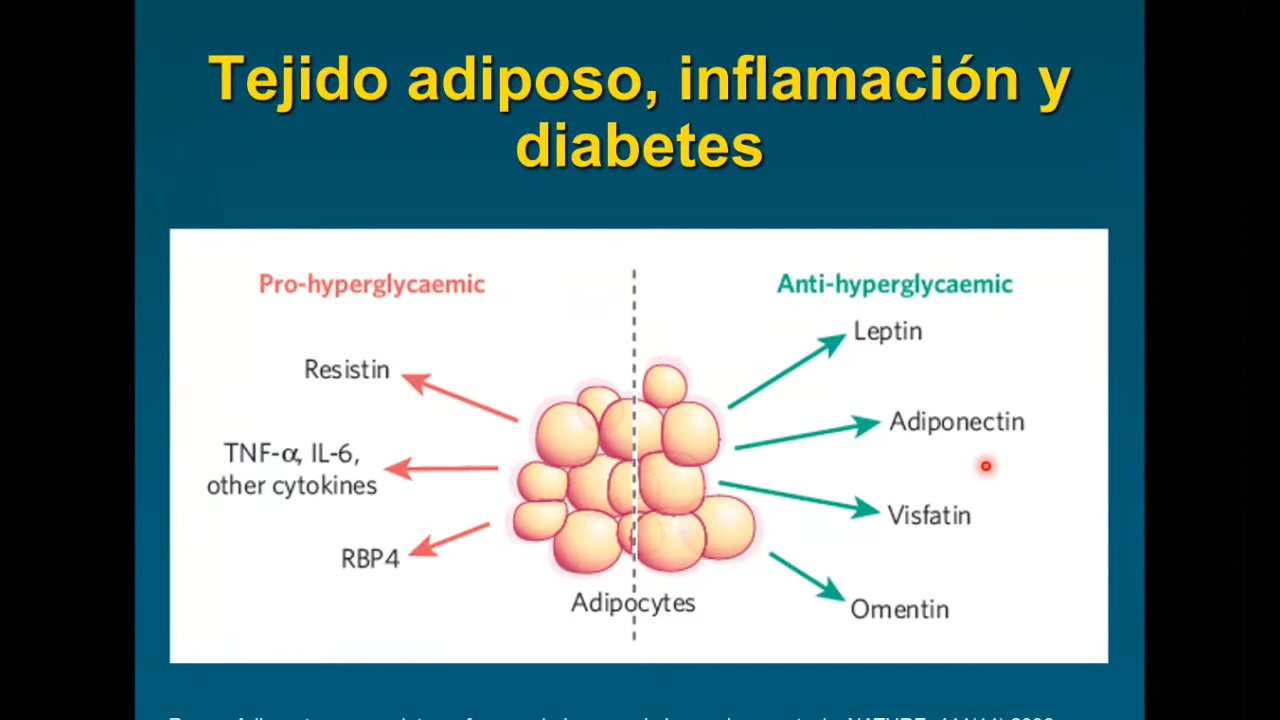 Tejido adiposo, inflamación y
diabetes
Pro-hyperglycaemic
Anti-hyperglycaemic
Leptin
Resistin
Adiponectin
TNF-α, IL-6,
other cytokines
Visfatin
RBP4
Adipocytes
Omentin